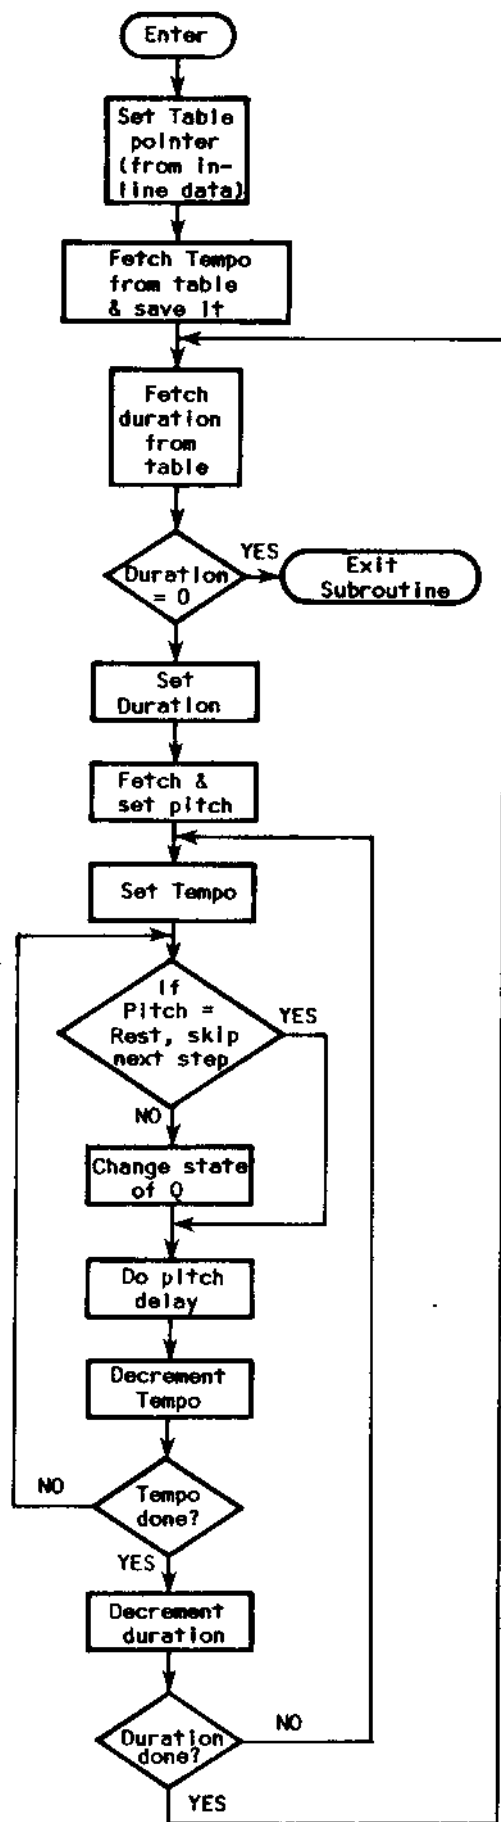 Enter
Set Table
pointer
(from in-
line data)
Fetch Tempo
from table
& save it
Fetch
duration
from
table
Duration
= 0
YES
Exit
Subroutine
Set
Duration
Fetch &
set pitch
Set Tempo
If
Pitch =
Rest, skip
next step
YES
NO
Change state
of Q
Do pitch
delay
Decrement
Tempo
Tempo
done?
NO
YES
Decrement
duration
Duration
done?
NO
YES